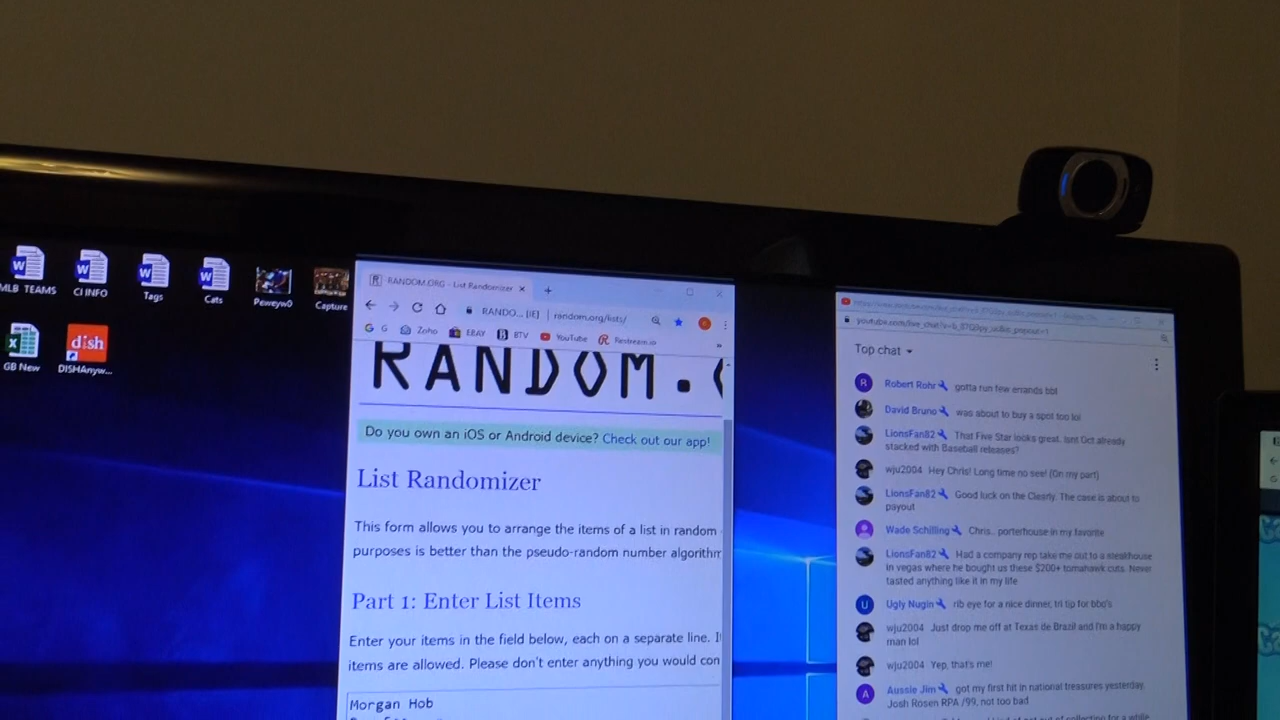 MLB TEAMS
CI INFO
Tags
Cats
Peweyw0
Capture
GB New
dish
DISHAnyw...
RANDOM.ORG - List Randomizer
RANDO... [IE] | random.org/lists/
G
Zoho
EBAY
BTV
YouTube
Restream.io
RANDOM.
Do you own an iOS or Android device? Check out our app!
List Randomizer
This form allows you to arrange the items of a list in random
purposes is better than the pseudo-random number algorithm
Part 1: Enter List Items
Enter your items in the field below, each on a separate line.
items are allowed. Please don't enter anything you would con
Morgan Hob
Top chat
Robert Rohr gotta run few errands bbl
David Bruno was about to buy a spot too lol
LionsFan82 That Five Star looks great. Isnt Oct already
stacked with Baseball releases?
wju2004 Hey Chris! Long time no see! (On my part)
LionsFan82 Good luck on the Clearly. The case is about to
payout
Wade Schilling Chris.. porterhouse in my favorite
LionsFan82 Had a company rep take me out to a steakhouse
in vegas where he bought us these $200+ tomahawk cuts. Never
tasted anything like it in my life
U Ugly Nugin rib eye for a nice dinner, tri tip for bbq's
wju2004 Just drop me off at Texas de Brazil and I'm a happy
man lol
wju2004 Yep, that's me!
A Aussie Jim got my first hit in national treasures yesterday.
Josh Rosen RPA /99, not too bad